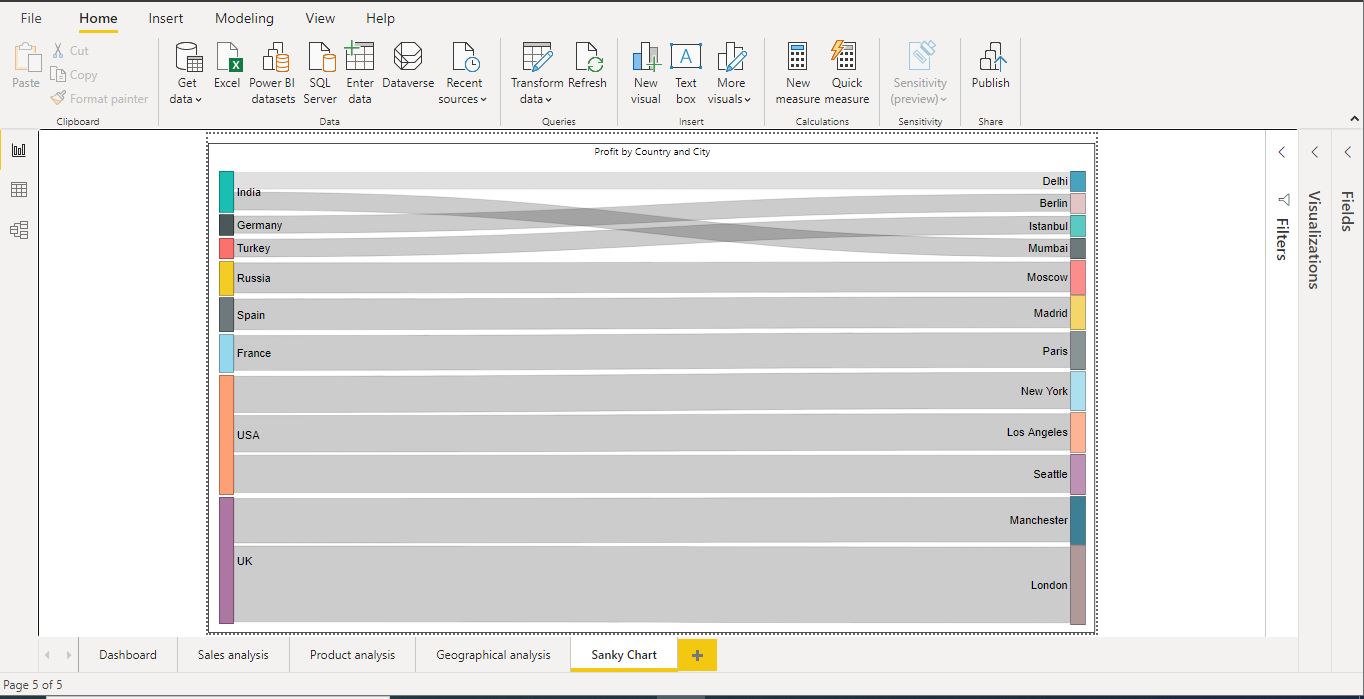 File Home Insert Modeling View Help
Paste
Cut
Copy
Format painter
Clipboard
Get data
Excel
Power BI datasets
SQL Server
Enter data
Dataverse
Recent sources
Data
Transform data
Refresh
Queries
New visual
Text box
More visuals
Insert
New measure
Quick measure
Calculations
Sensitivity (preview)
Sensitivity
Publish
Share
Profit by Country and City
India
Germany
Turkey
Russia
Spain
France
USA
UK
Delhi
Berlin
Istanbul
Mumbai
Moscow
Madrid
Paris
New York
Los Angeles
Seattle
Manchester
London
Filters
Visualizations
Fields
Dashboard Sales analysis Product analysis Geographical analysis Sanky Chart +
Page 5 of 5